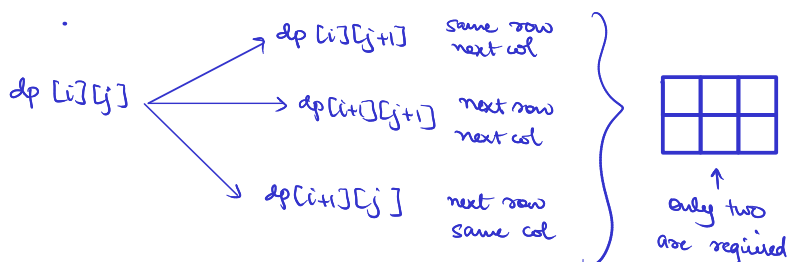 dp [i][j]
dp [i][j+1]
same row
next col
dp[i+1][j+1]
next row
next col
dp[i+1][j]
next row
same col
only two
are required